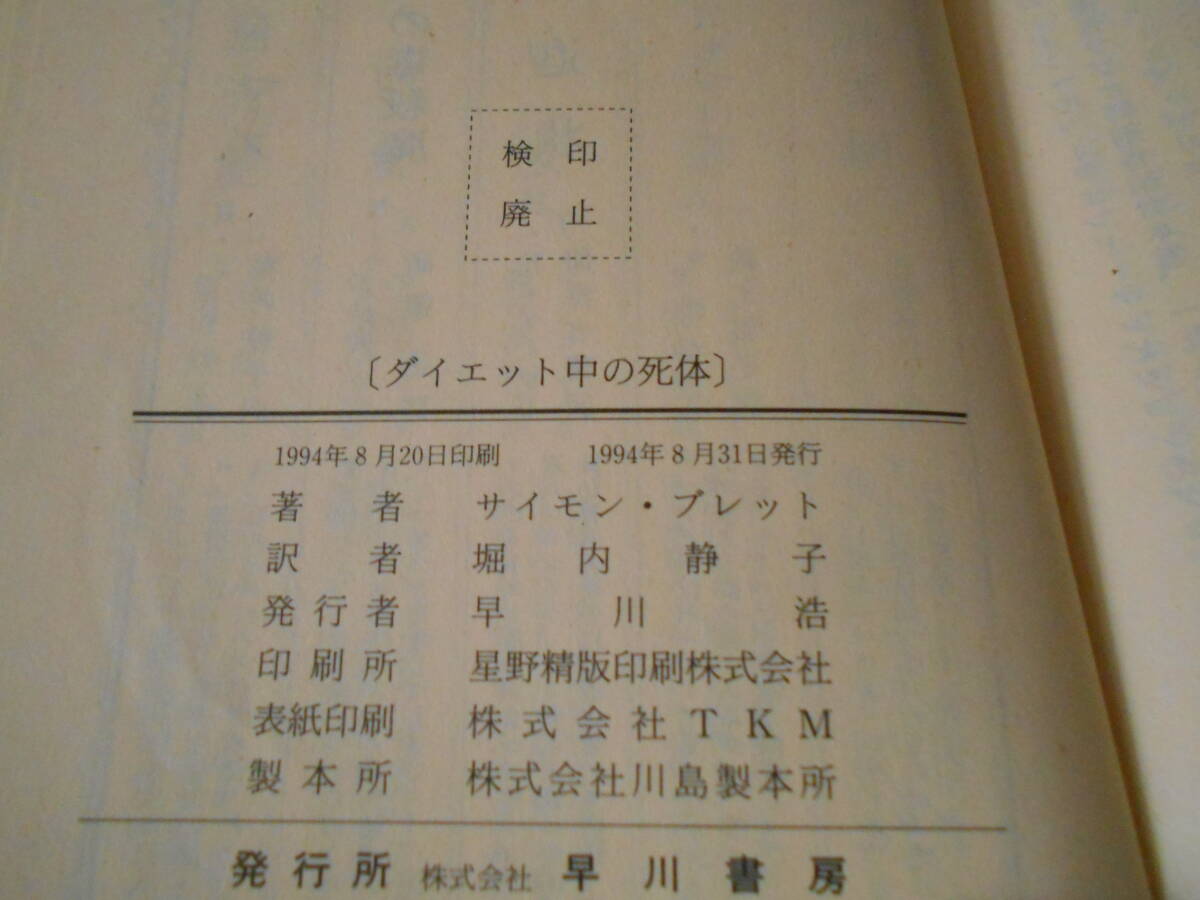 検印
廃止
〔ダイエット中の死体〕
1994年8月20日印刷 1994年8月31日発行
著者 サイモン・ブレット
訳者 堀内静子
発行者 早川浩
印刷所 星野精版印刷株式会社
表紙印刷 株式会社TKM
製本所 株式会社川島製本所
発行所 株式会社 早川書房